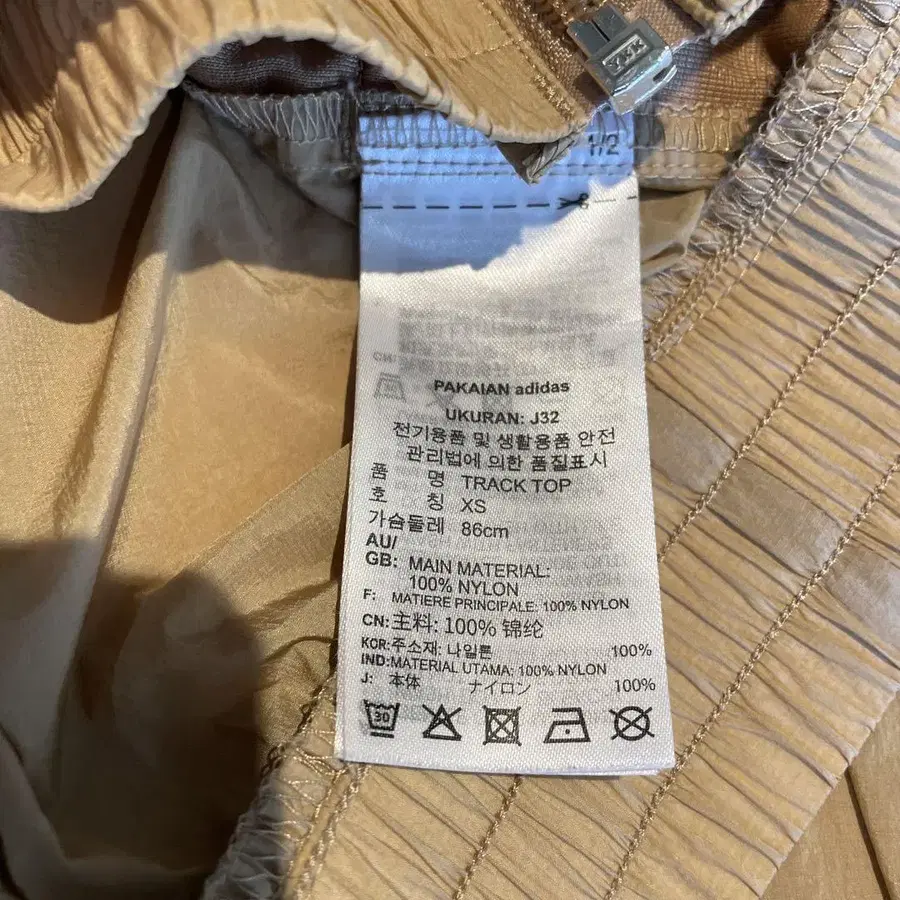 1/2
PAKAIAN adidas
UKURAN: J32
전기용품 및 생활용품 안전
관리법에 의한 품질표시
품 명 TRACK TOP
호 칭 XS
가슴둘레 86cm
AU/
GB: MAIN MATERIAL:
100% NYLON
F: MATIERE PRINCIPALE: 100% NYLON
CN: 主料: 100% 锦纶
KOR: 주소재: 나일론 100%
IND: MATERIAL UTAMA: 100% NYLON
J: 本体 ナイロン 100%
30